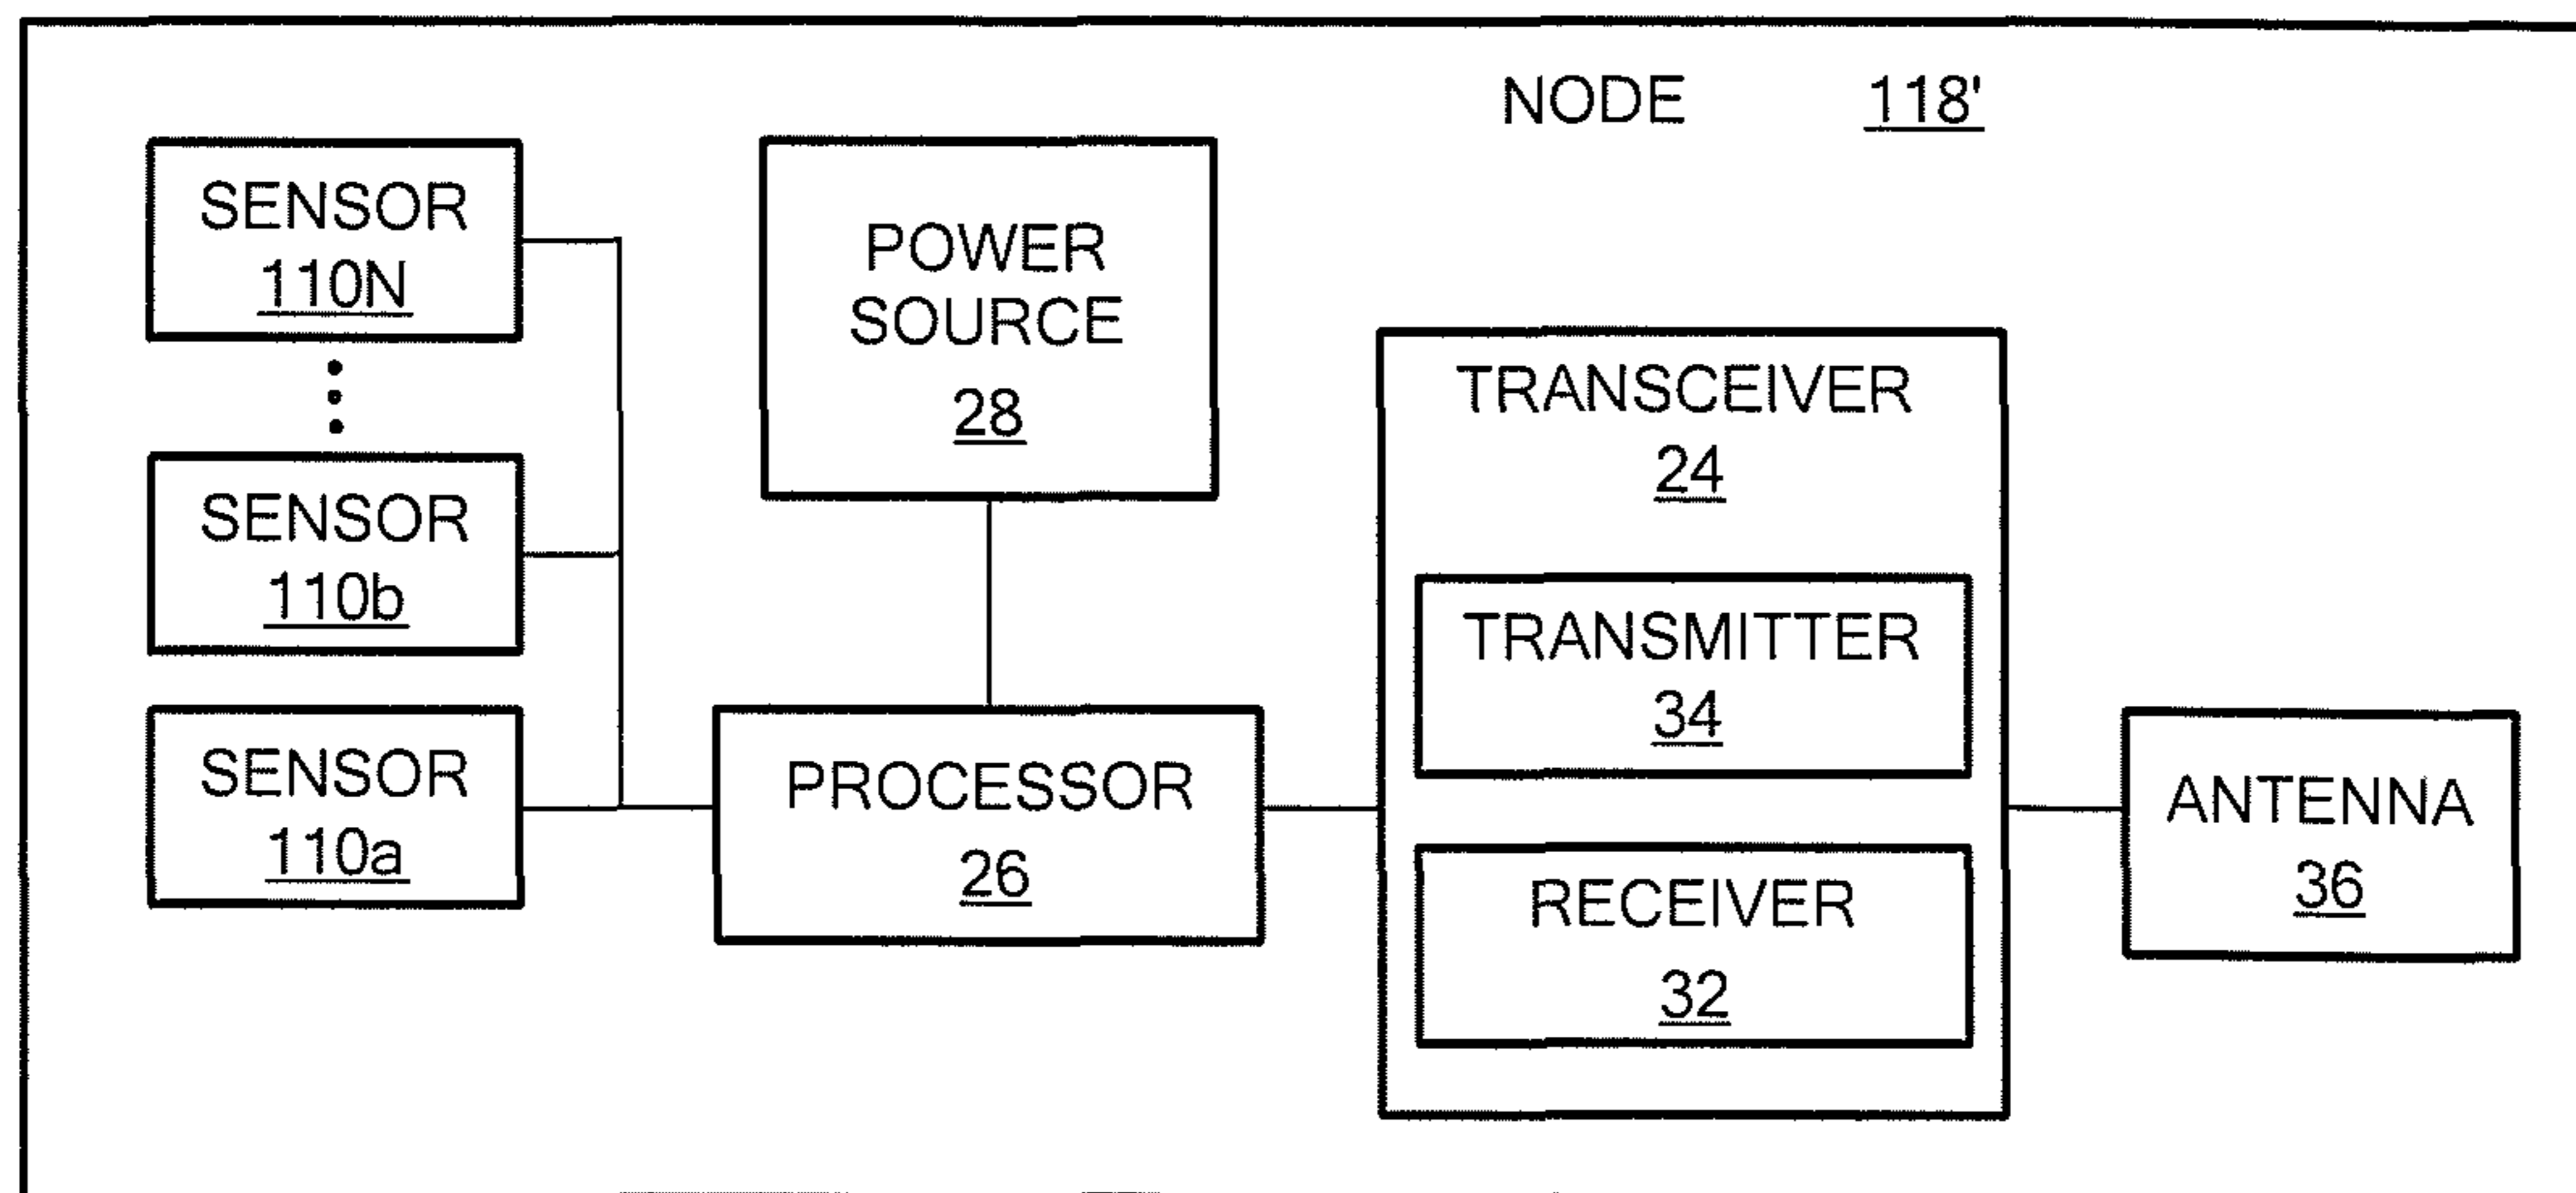 NODE 118'
SENSOR
110N
SENSOR
110b
SENSOR
110a
POWER
SOURCE
28
PROCESSOR
26
TRANSCEIVER
24
TRANSMITTER
34
RECEIVER
32
ANTENNA
36